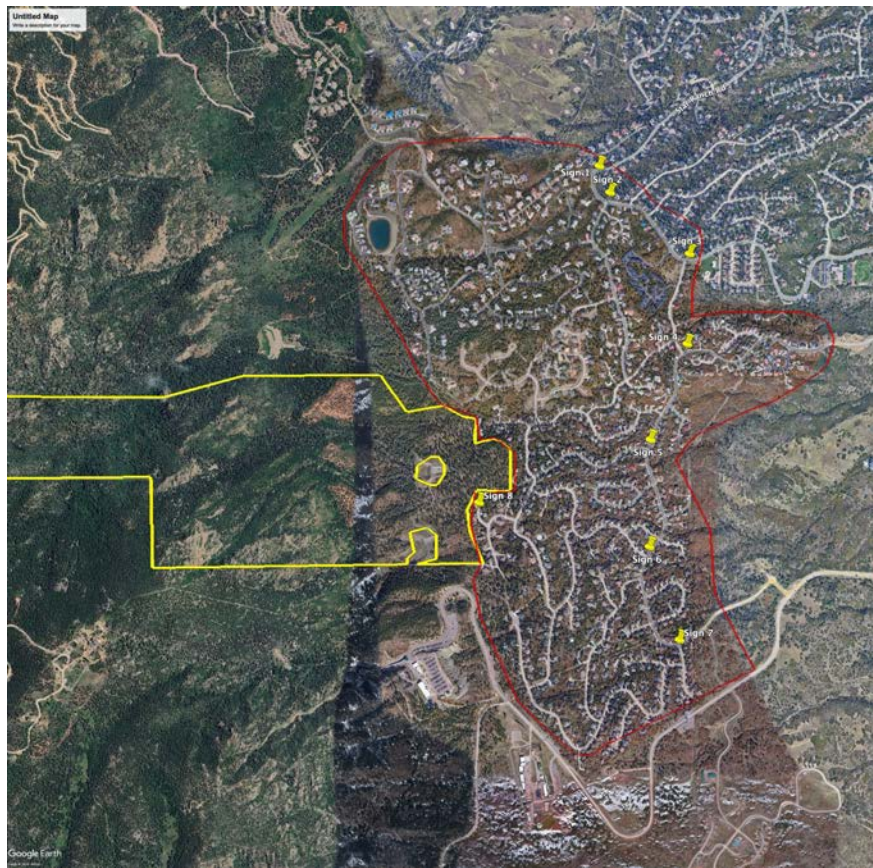 Untitled Map
Write a description for your map.
Sign 1
Sign 2
Sign 3
Sign 4
Sign 5
Sign 8
Sign 6
Sign 7
Google Earth